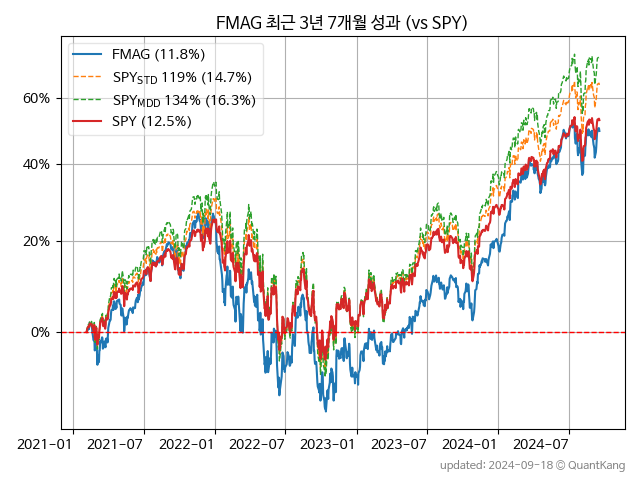 FMAG 최근 3년 7개월 성과 (vs SPY)
FMAG (11.8%)
SPY_STD 119% (14.7%)
SPY_MDD 134% (16.3%)
SPY (12.5%)
60%
40%
20%
0%
2021-01 2021-07 2022-01 2022-07 2023-01 2023-07 2024-01 2024-07
updated: 2024-09-18 © QuantKang